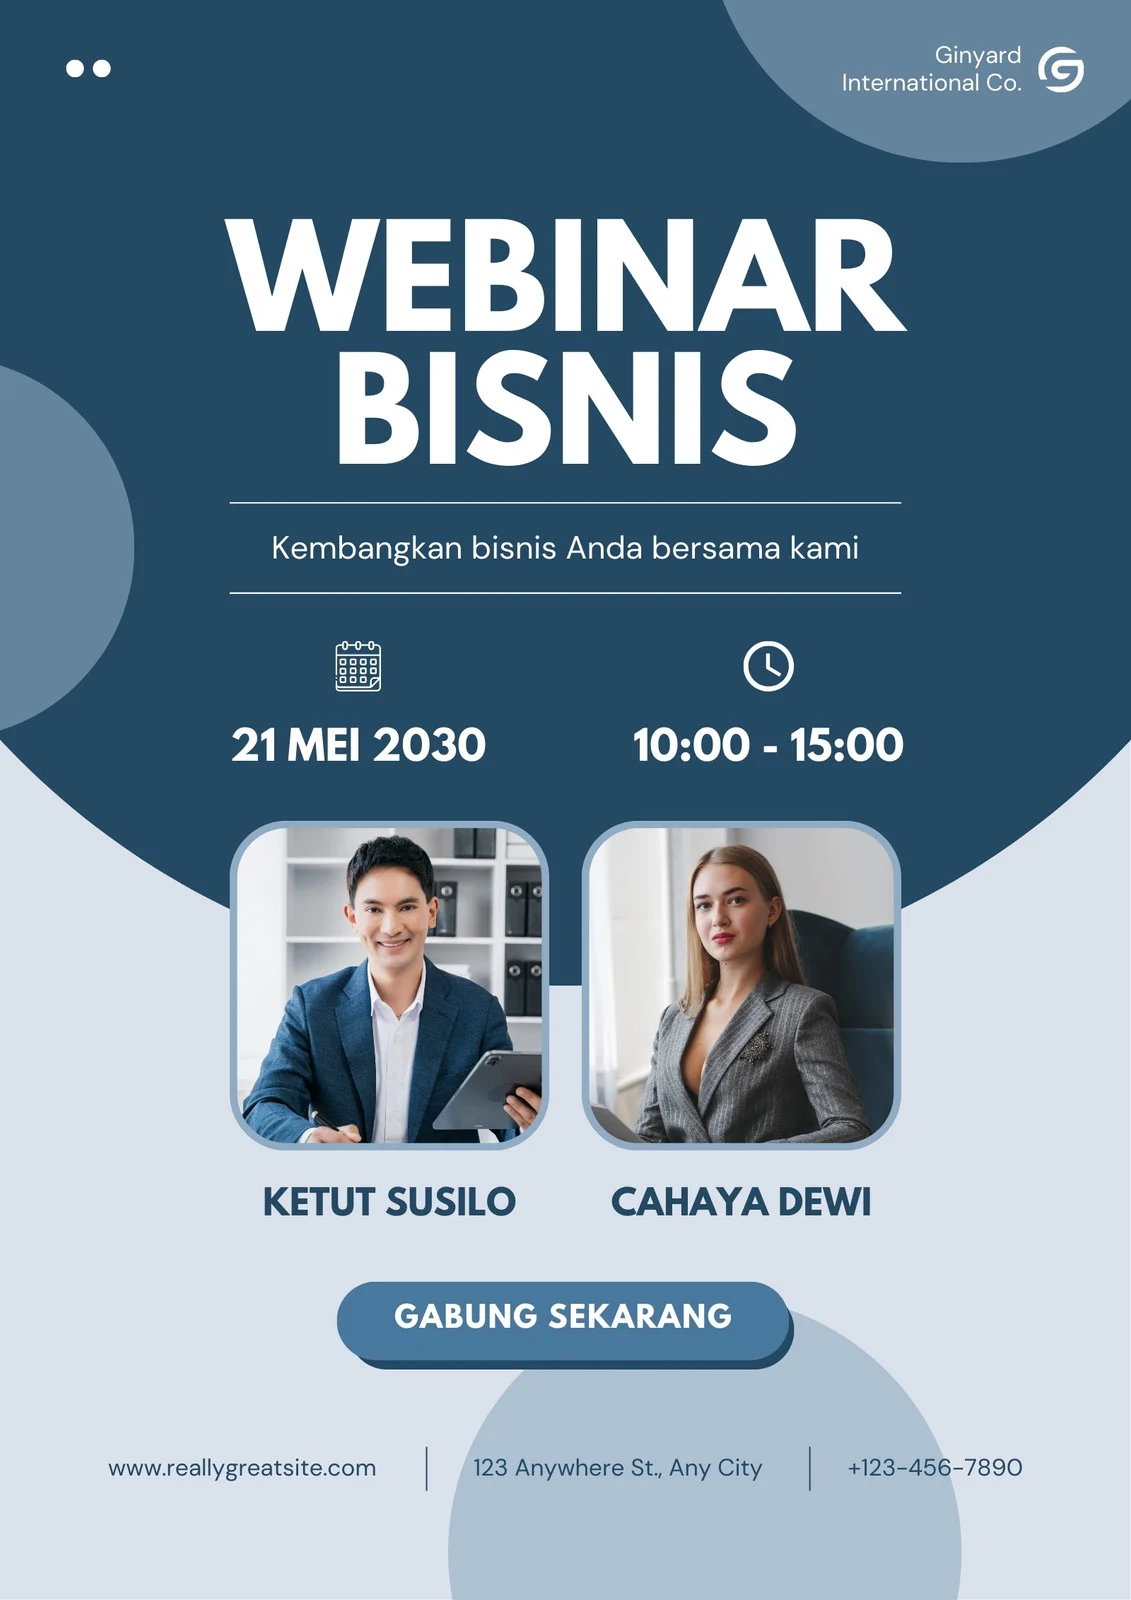 Ginyard
International Co.
WEBINAR
BISNIS
Kembangkan bisnis Anda bersama kami
21 MEI 2030
10:00 - 15:00
KETUT SUSILO
CAHAYA DEWI
GABUNG SEKARANG
www.reallygreatsite.com
123 Anywhere St., Any City
+123-456-7890